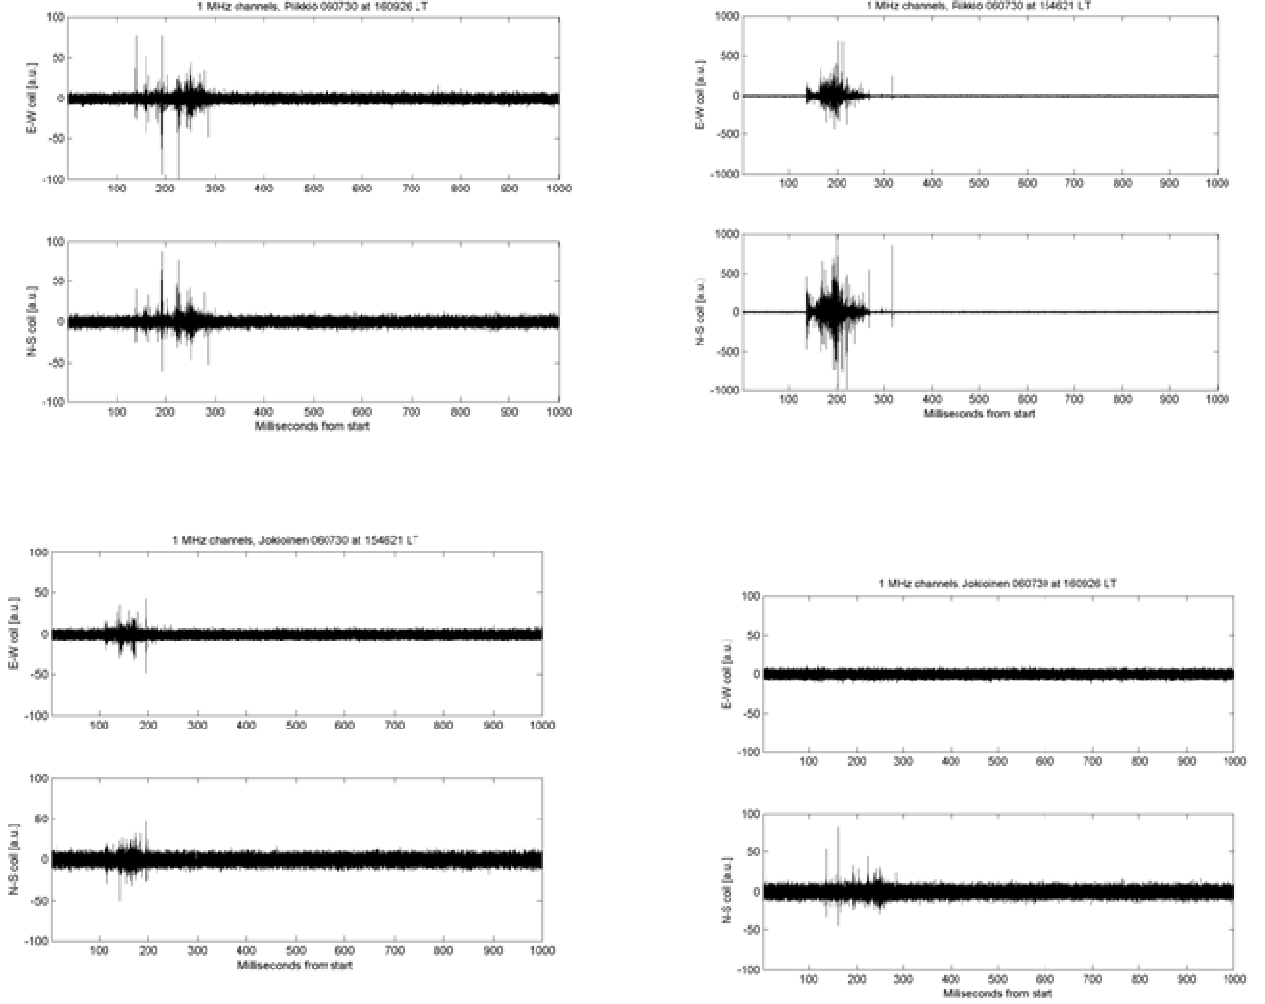 1 MHz channels, Piikkiö 060730 at 160926 LT
100
50
E-W coil [a.u.]
0
-50
-100
100 200 300 400 500 600 700 800 900 1000
100
50
N-S coil [a.u.]
0
-50
-100
100 200 300 400 500 600 700 800 900 1000
Milliseconds from start
1 MHz channels, Piikkiö 060730 at 154621 LT
1000
500
E-W coil [a.u.]
0
-500
-1000
100 200 300 400 500 600 700 800 900 1000
1000
500
N-S coil [a.u.]
0
-500
-1000
100 200 300 400 500 600 700 800 900 1000
Milliseconds from start
1 MHz channels, Jokioinen 060730 at 154621 LT
100
50
E-W coil [a.u.]
0
-50
-100
100 200 300 400 500 600 700 800 900 1000
100
50
N-S coil [a.u.]
0
-50
-100
100 200 300 400 500 600 700 800 900 1000
Milliseconds from start
1 MHz channels, Jokioinen 060730 at 160926 LT
100
50
E-W coil [a.u.]
0
-50
-100
100 200 300 400 500 600 700 800 900 1000
100
50
N-S coil [a.u.]
0
-50
-100
100 200 300 400 500 600 700 800 900 1000
Milliseconds from start